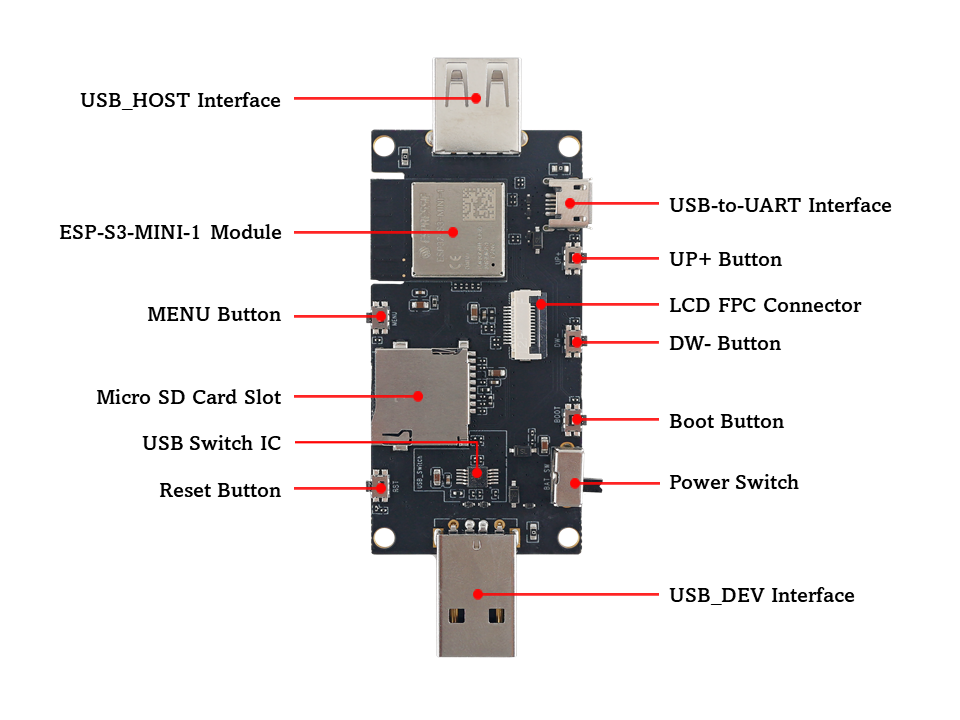 USB_HOST Interface
USB-to-UART Interface
ESP-S3-MINI-1 Module
UP+ Button
UP+
LCD FPC Connector
MENU Button
MENU
DW- Button
DW-
Micro SD Card Slot
BOOT
Boot Button
USB Switch IC
USB_Switch
BAT_SW
Power Switch
Reset Button
RST
USB_DEV Interface